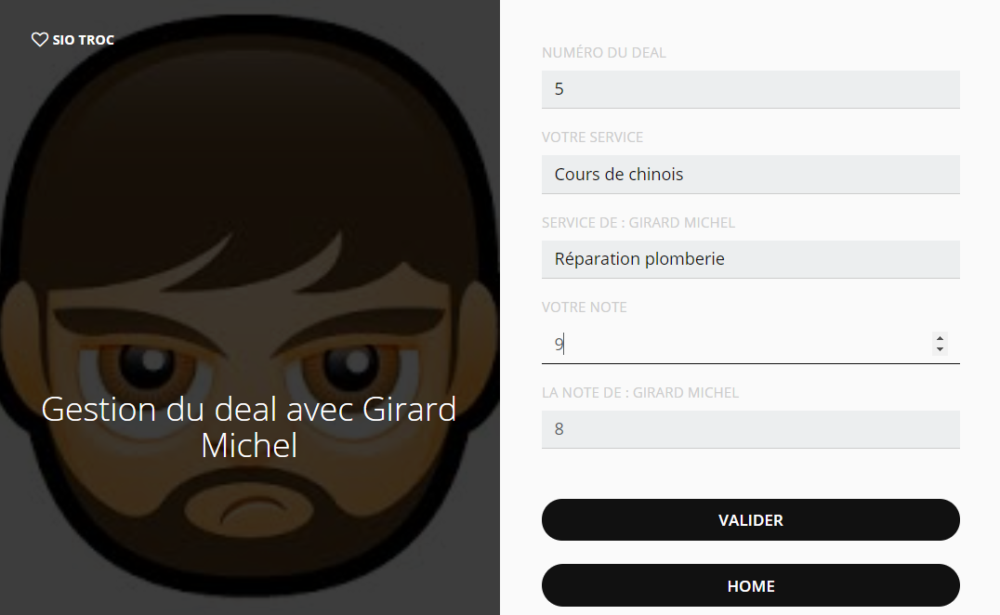 SIO TROC
Gestion du deal avec Girard
Michel
NUMÉRO DU DEAL
5
VOTRE SERVICE
Cours de chinois
SERVICE DE : GIRARD MICHEL
Réparation plomberie
VOTRE NOTE
9
LA NOTE DE : GIRARD MICHEL
8
VALIDER
HOME